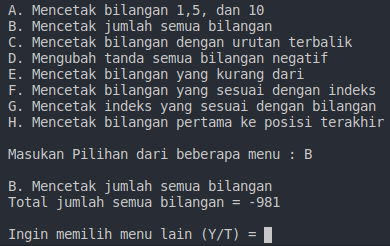 A. Mencetak bilangan 1,5, dan 10
B. Mencetak jumlah semua bilangan
C. Mencetak bilangan dengan urutan terbalik
D. Mengubah tanda semua bilangan negatif
E. Mencetak bilangan yang kurang dari
F. Mencetak bilangan yang sesuai dengan indeks
G. Mencetak indeks yang sesuai dengan bilangan
H. Mencetak bilangan pertama ke posisi terakhir
Masukan Pilihan dari beberapa menu : B
B. Mencetak jumlah semua bilangan
Total jumlah semua bilangan = -981
Ingin memilih menu lain (Y/T) =